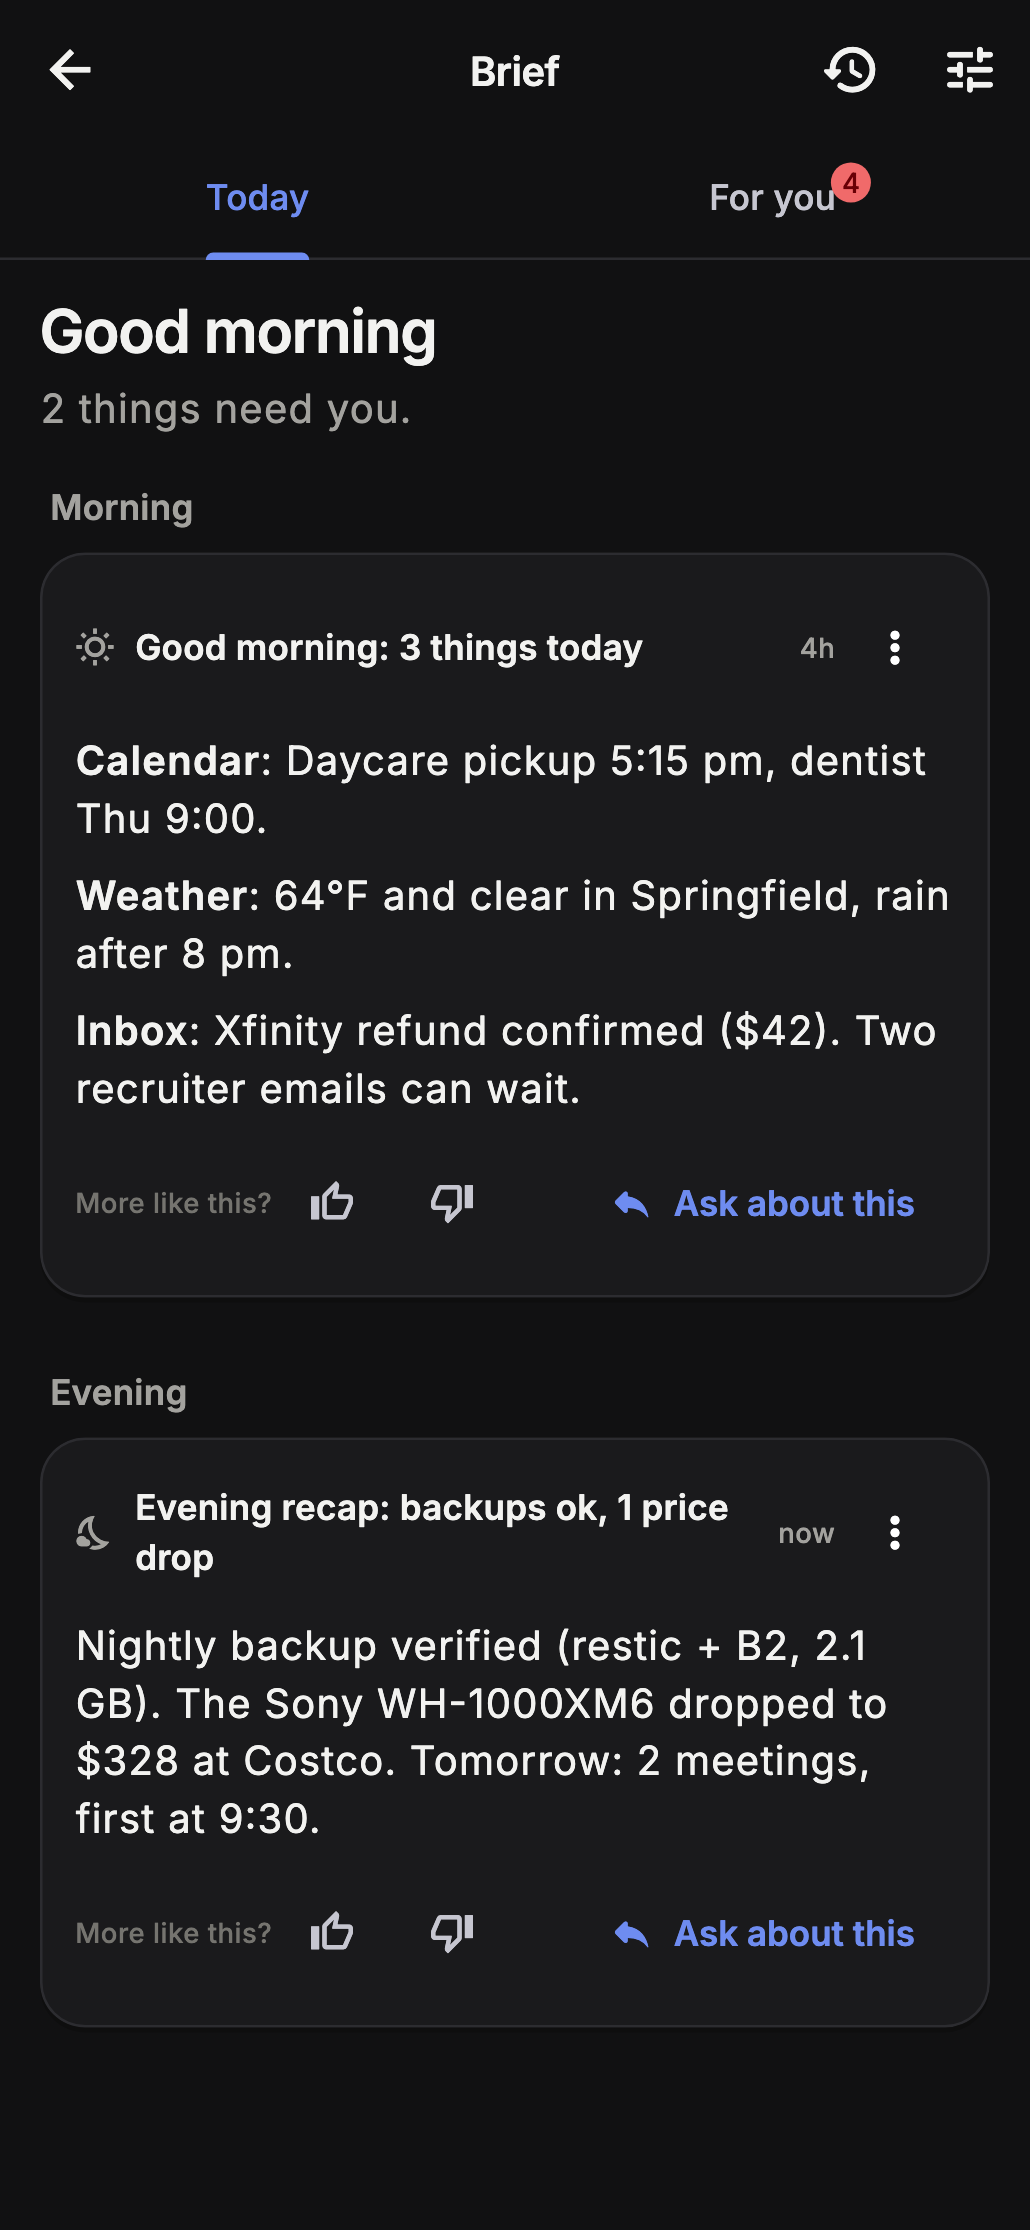 Brief
Today
For you
4
Good morning
2 things need you.
Morning
Good morning: 3 things today
4h
Calendar: Daycare pickup 5:15 pm, dentist
Thu 9:00.
Weather: 64°F and clear in Springfield, rain
after 8 pm.
Inbox: Xfinity refund confirmed ($42). Two
recruiter emails can wait.
More like this?
Ask about this
Evening
Evening recap: backups ok, 1 price
drop
now
Nightly backup verified (restic + B2, 2.1
GB). The Sony WH-1000XM6 dropped to
$328 at Costco. Tomorrow: 2 meetings,
first at 9:30.
More like this?
Ask about this